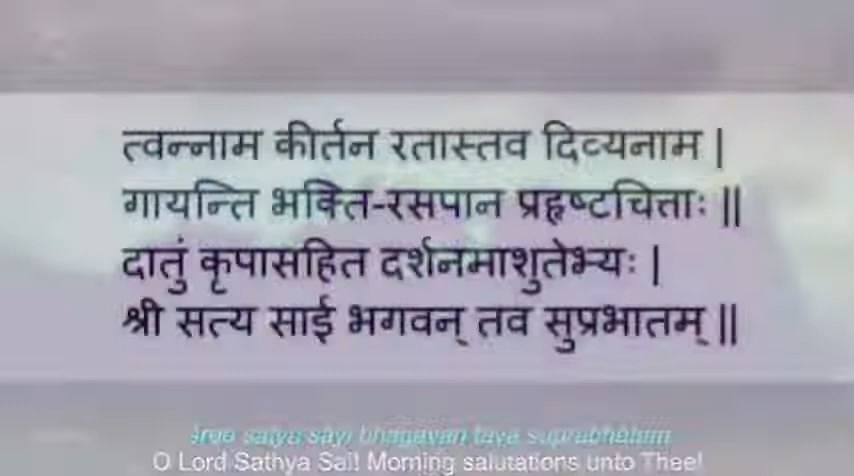 त्वन्नाम कीर्तन रतास्तव दिव्यनाम |
गायन्ति भक्ति-रसपान प्रहृष्टचित्ताः ||
दातुं कृपासहित दर्शनमाशुतेभ्यः |
श्री सत्य साई भगवन् तव सुप्रभातम् ||
sree satya sayi bhagavan tava suprabhatam
O Lord Sathya Sai! Morning salutations unto Thee!